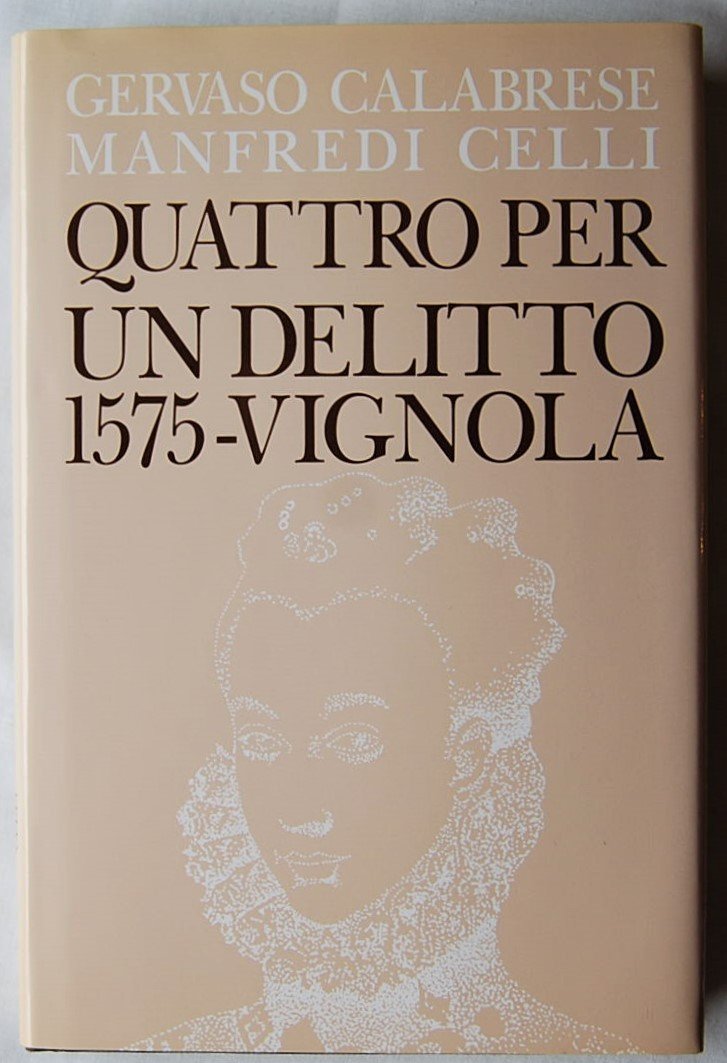 GERVASO CALABRESE
MANFREDI CELLI
QUATTRO PER
UN DELITTO
1575-VIGNOLA